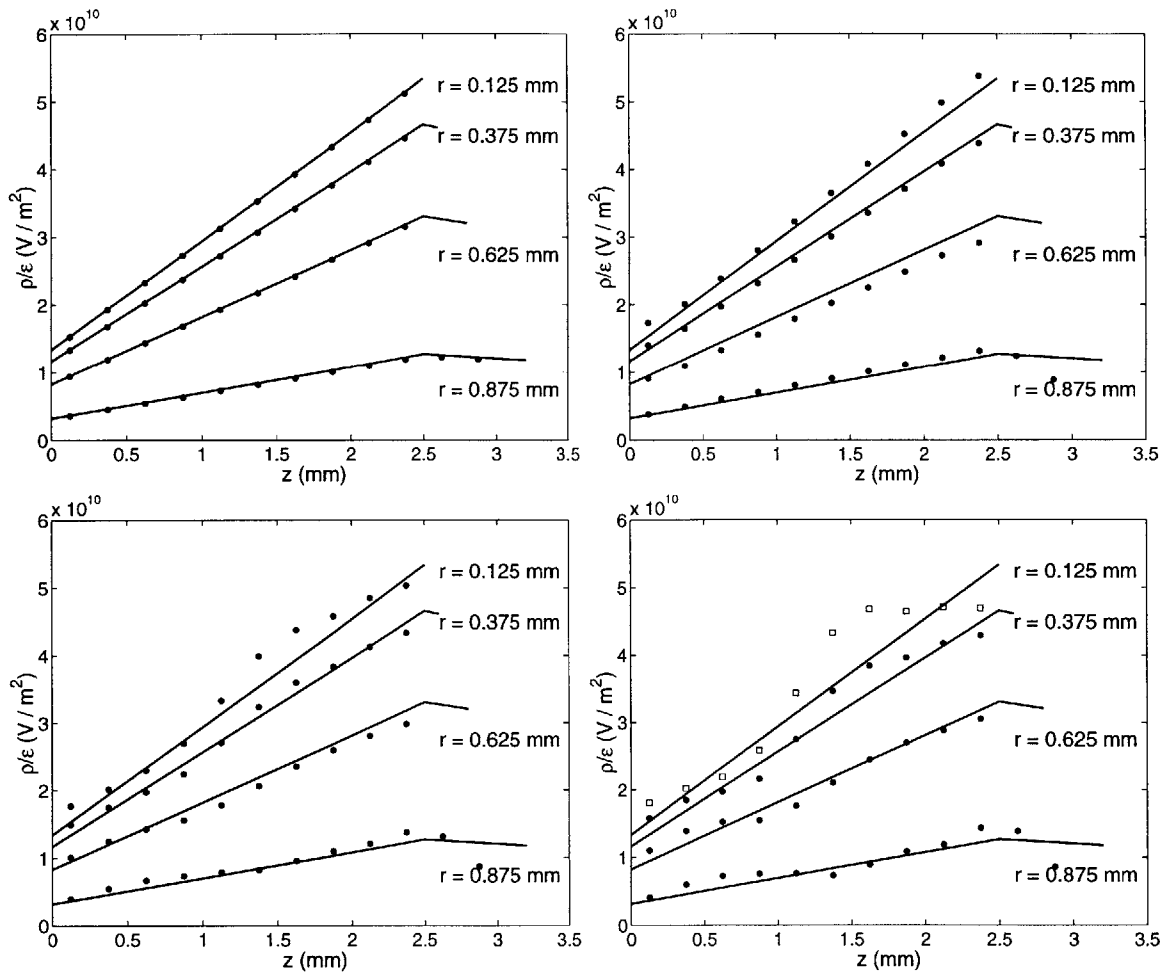 x 10^10
6
5
4
3
2
1
0
ρ/ε (V / m²)
r = 0.125 mm
r = 0.375 mm
r = 0.625 mm
r = 0.875 mm
0 0.5 1 1.5 2 2.5 3 3.5
z (mm)
x 10^10
6
5
4
3
2
1
0
ρ/ε (V / m²)
r = 0.125 mm
r = 0.375 mm
r = 0.625 mm
r = 0.875 mm
0 0.5 1 1.5 2 2.5 3 3.5
z (mm)
x 10^10
6
5
4
3
2
1
0
ρ/ε (V / m²)
r = 0.125 mm
r = 0.375 mm
r = 0.625 mm
r = 0.875 mm
0 0.5 1 1.5 2 2.5 3 3.5
z (mm)
x 10^10
6
5
4
3
2
1
0
ρ/ε (V / m²)
r = 0.125 mm
r = 0.375 mm
r = 0.625 mm
r = 0.875 mm
0 0.5 1 1.5 2 2.5 3 3.5
z (mm)